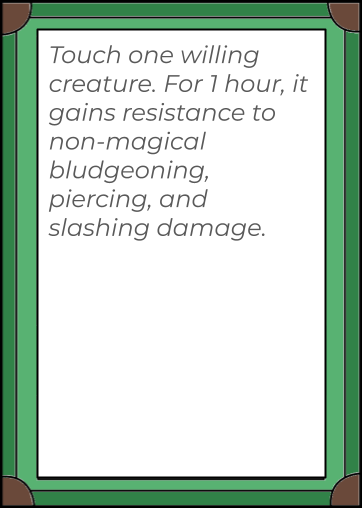 Touch one willing
creature. For 1 hour, it
gains resistance to
non-magical
bludgeoning,
piercing, and
slashing damage.